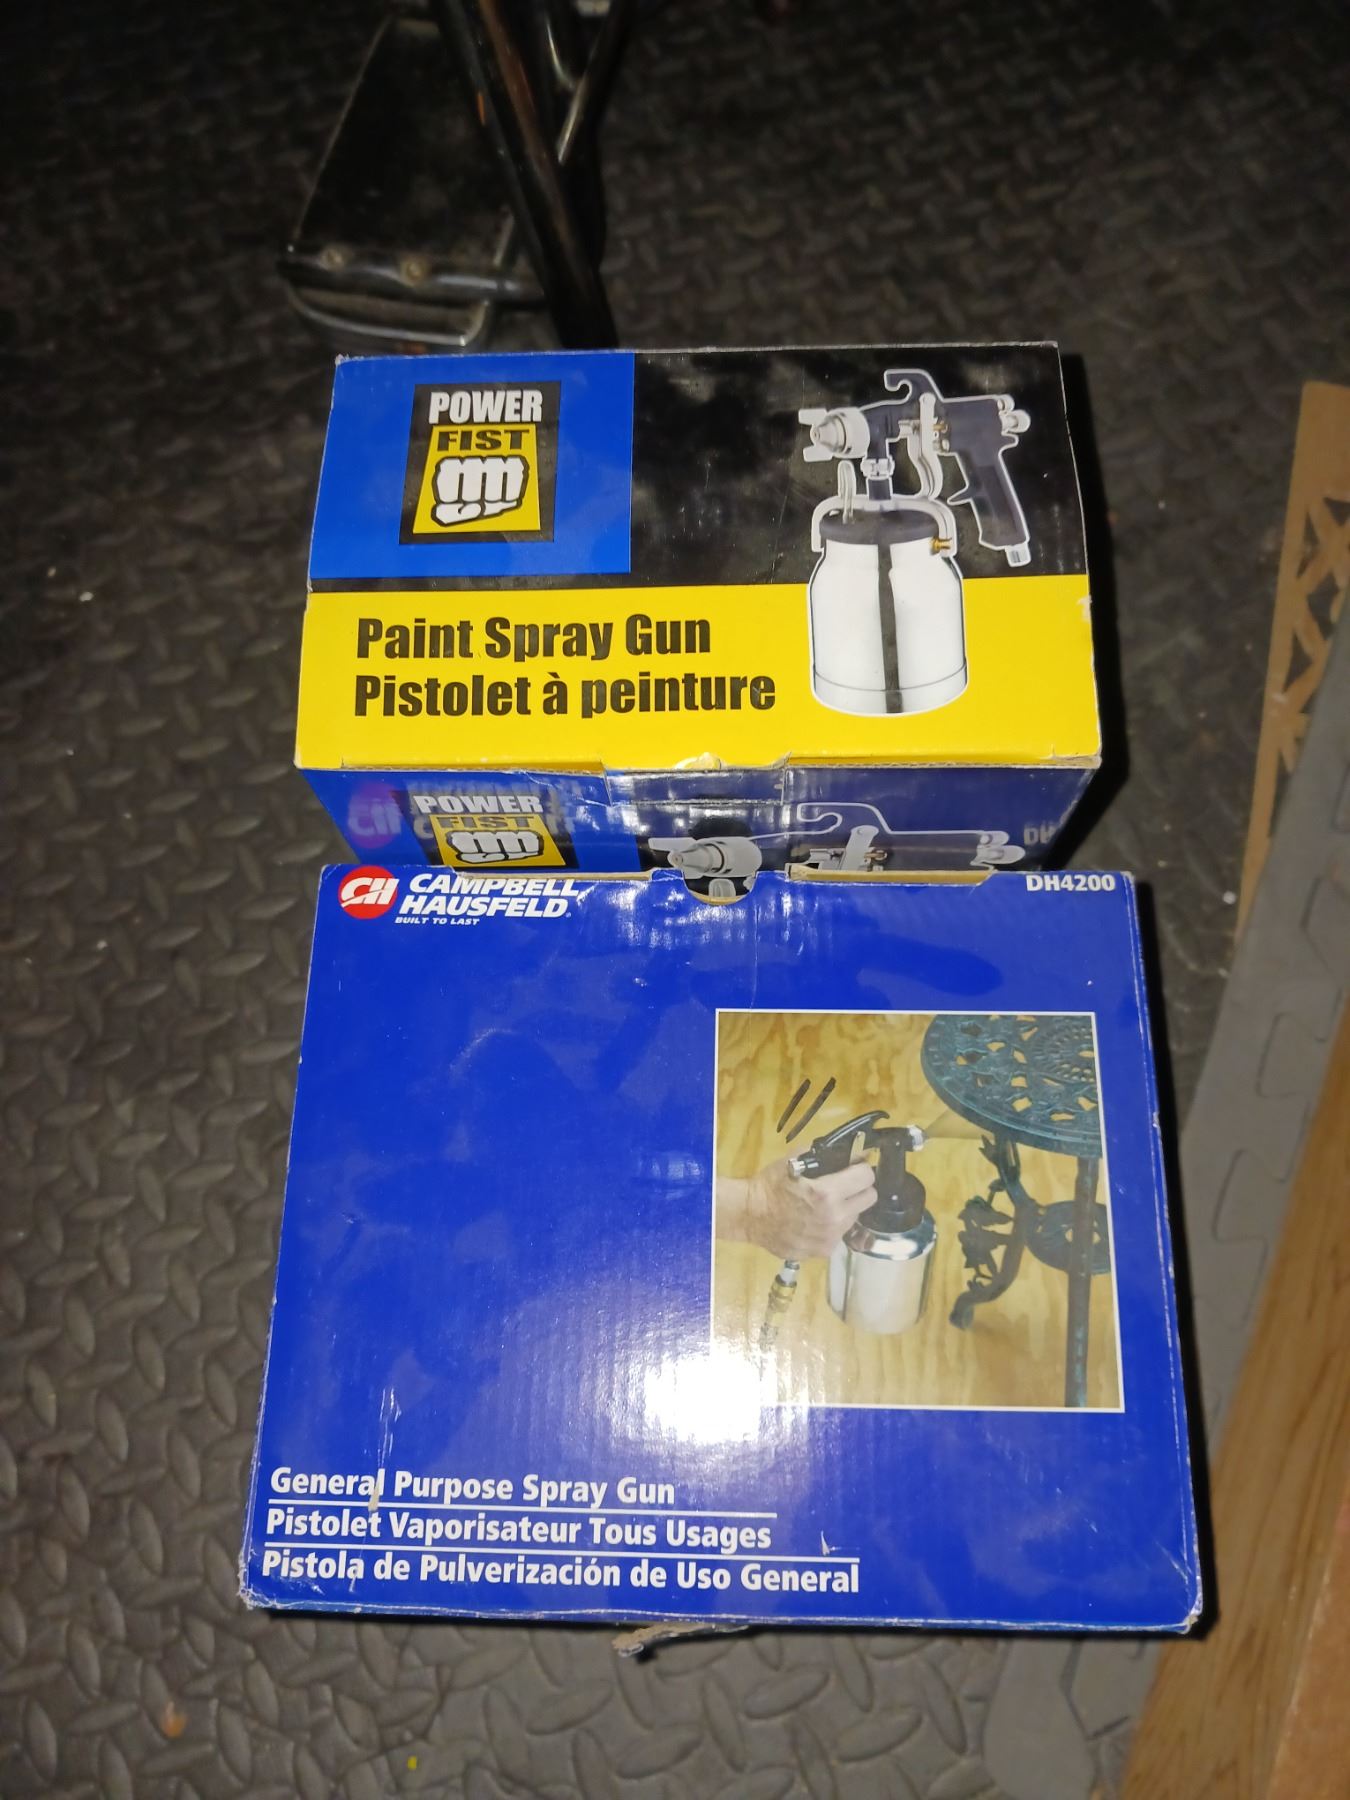 POWER
FIST
Paint Spray Gun
Pistolet à peinture
POWER
FIST
CH CAMPBELL
HAUSFELD
BUILT TO LAST
DH4200
General Purpose Spray Gun
Pistolet Vaporisateur Tous Usages
Pistola de Pulverización de Uso General